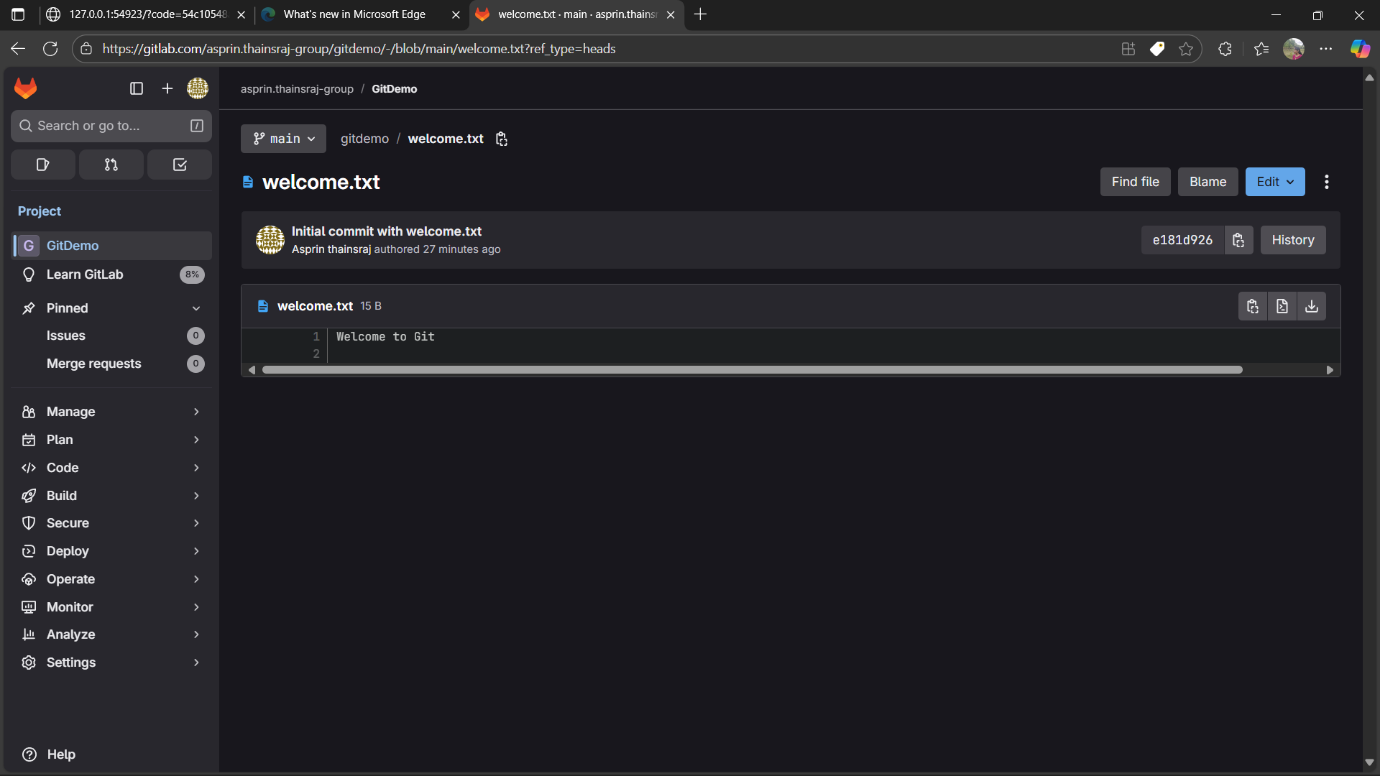 127.0.0.1:54923/?code=54c10548
What's new in Microsoft Edge
welcome.txt · main · asprin.thainsr
https://gitlab.com/asprin.thainsraj-group/gitdemo/-/blob/main/welcome.txt?ref_type=heads
asprin.thainsraj-group / GitDemo
Search or go to... /
main
gitdemo / welcome.txt
welcome.txt
Find file
Blame
Edit
Project
Initial commit with welcome.txt
Asprin thainsraj authored 27 minutes ago
e181d926
History
G GitDemo
Learn GitLab 8%
Pinned
Issues 0
Merge requests 0
welcome.txt 15 B
1 Welcome to Git
2
Manage
Plan
Code
Build
Secure
Deploy
Operate
Monitor
Analyze
Settings
Help